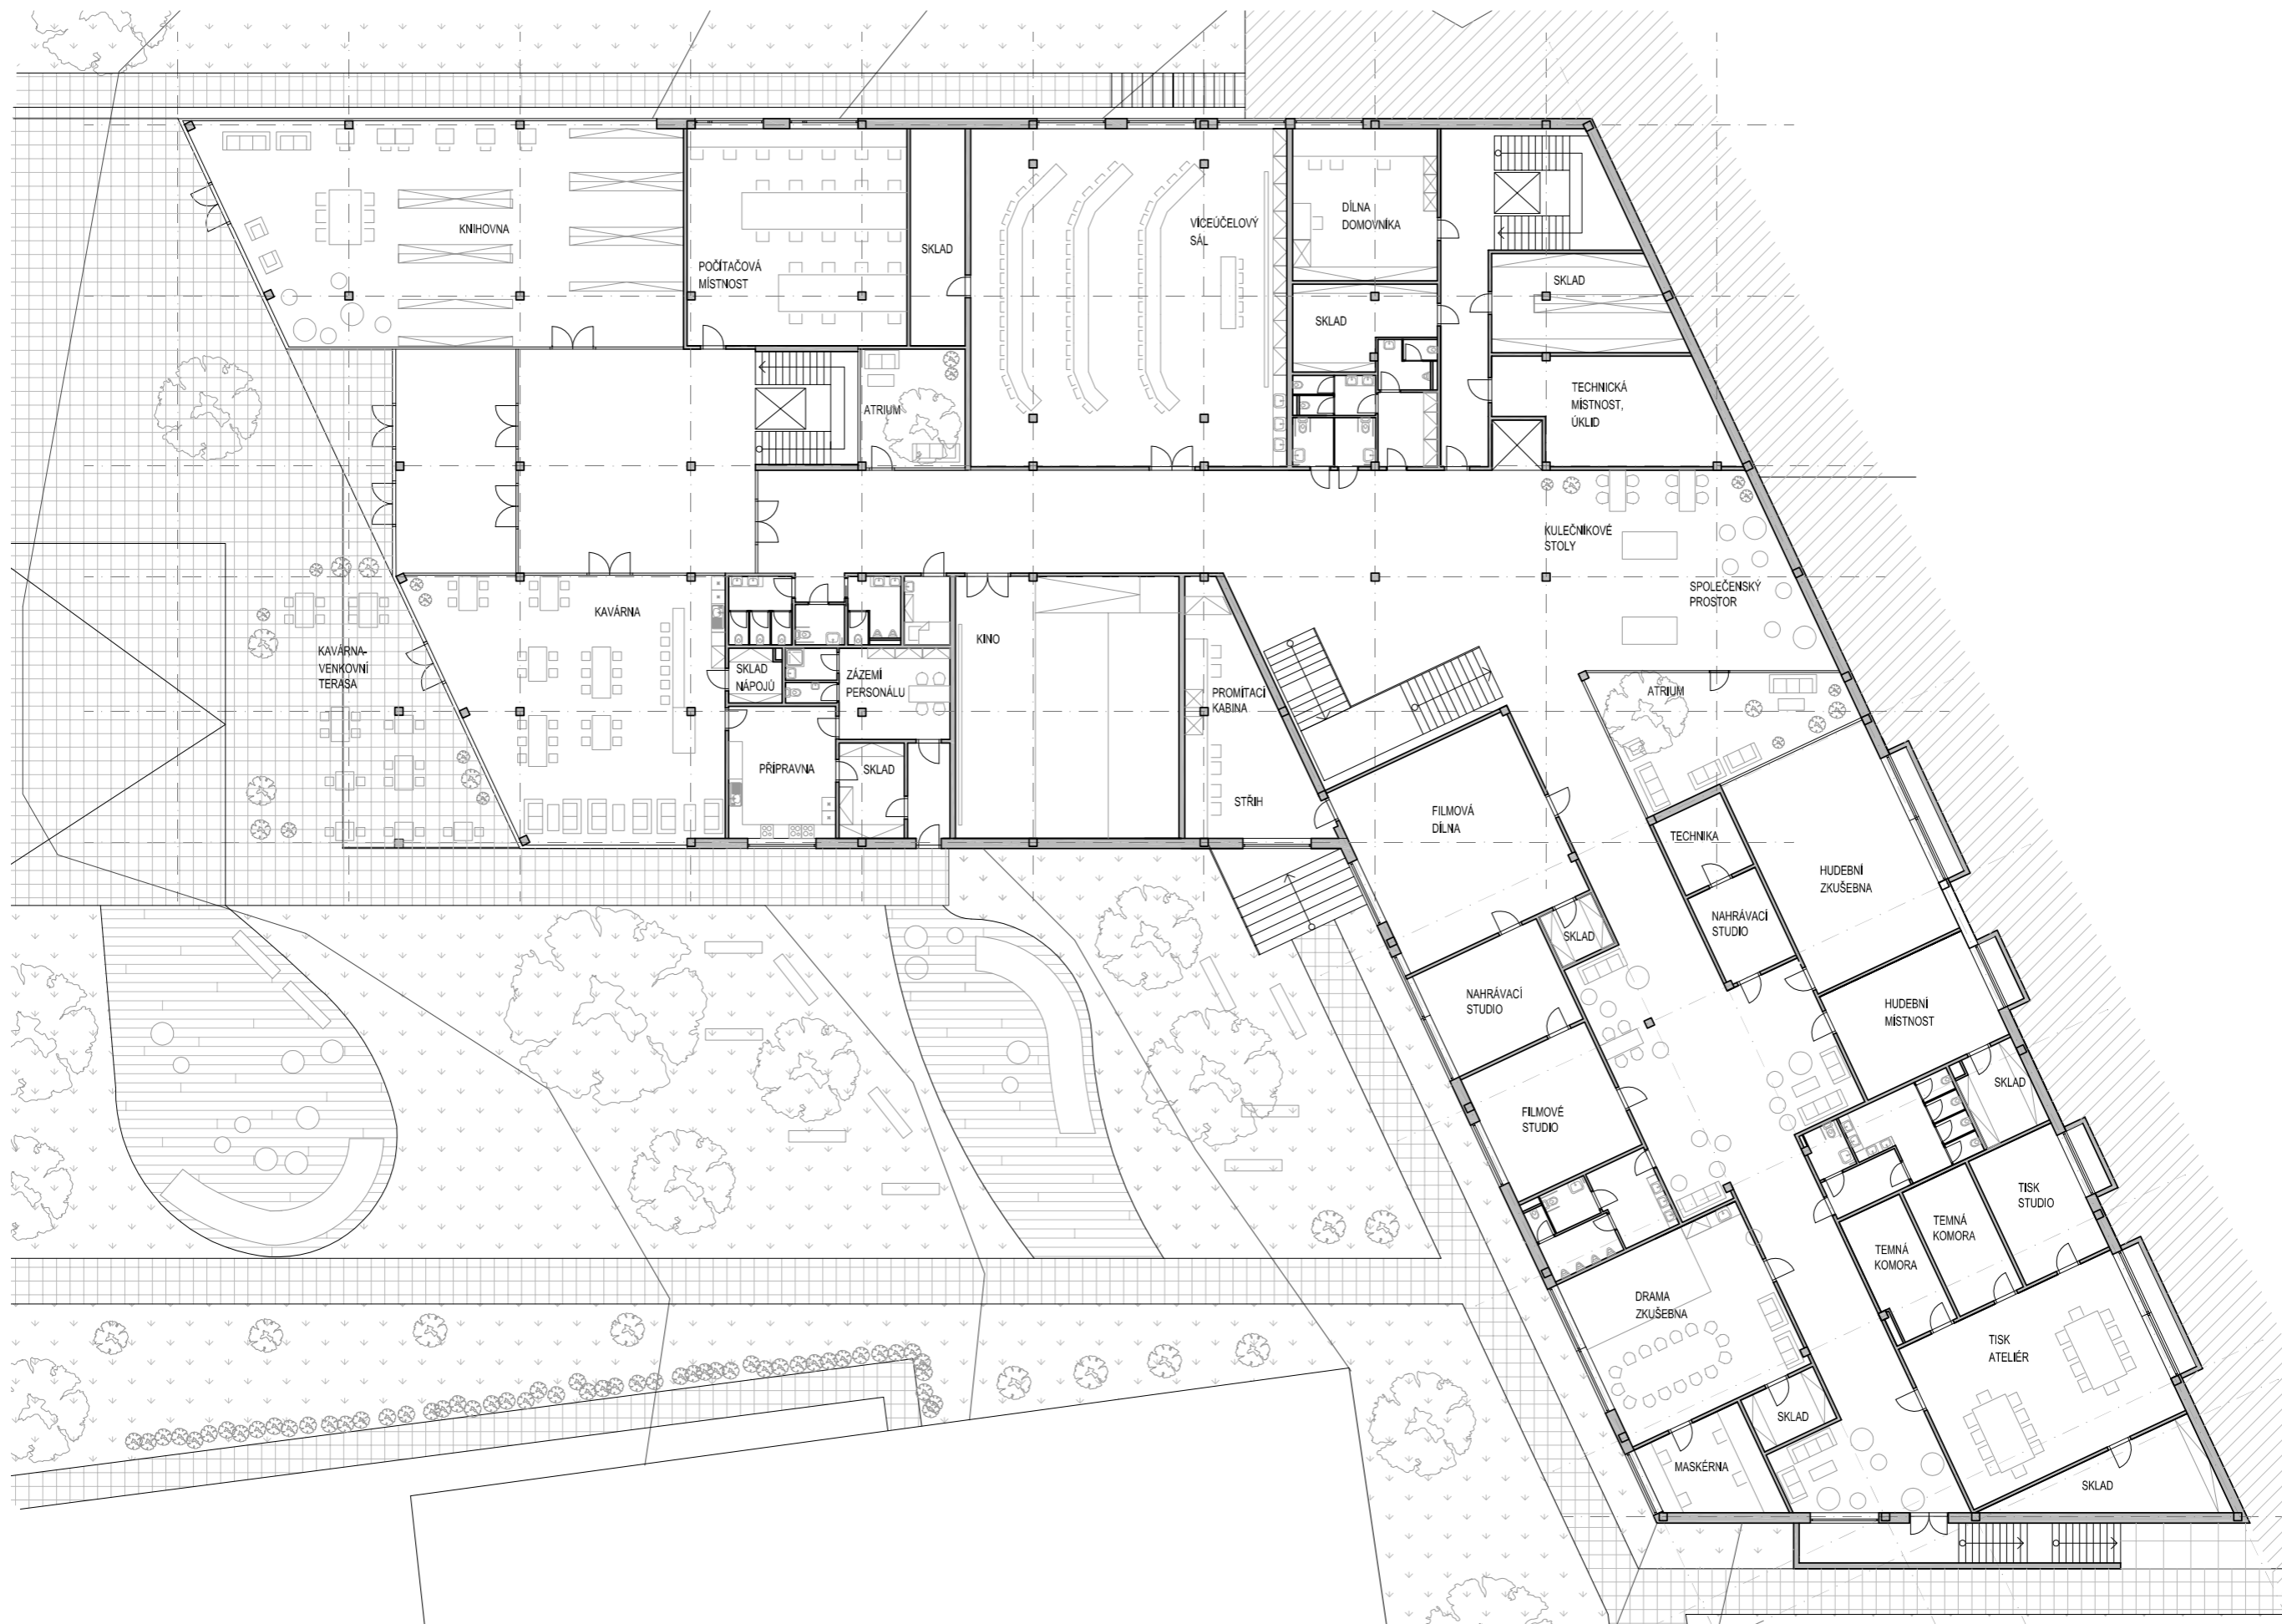 KNIHOVNA
POČÍTAČOVÁ
MÍSTNOST
SKLAD
VÍCEÚČELOVÝ
SÁL
DÍLNA
DOMOVNÍKA
SKLAD
SKLAD
TECHNICKÁ
MÍSTNOST,
ÚKLID
ATRIUM
KULEČNÍKOVÉ
STOLY
SPOLEČENSKÝ
PROSTOR
KAVÁRNA
KAVÁRNA-
VENKOVNÍ
TERASA
SKLAD
NÁPOJŮ
ZÁZEMÍ
PERSONÁLU
KINO
PROMÍTACÍ
KABINA
ATRIUM
PŘÍPRAVNA
SKLAD
STŘIH
FILMOVÁ
DÍLNA
TECHNIKA
HUDEBNÍ
ZKUŠEBNA
NAHRÁVACÍ
STUDIO
SKLAD
NAHRÁVACÍ
STUDIO
HUDEBNÍ
MÍSTNOST
SKLAD
FILMOVÉ
STUDIO
TISK
STUDIO
TEMNÁ
KOMORA
TEMNÁ
KOMORA
DRAMA
ZKUŠEBNA
TISK
ATELIÉR
SKLAD
MASKÉRNA
SKLAD